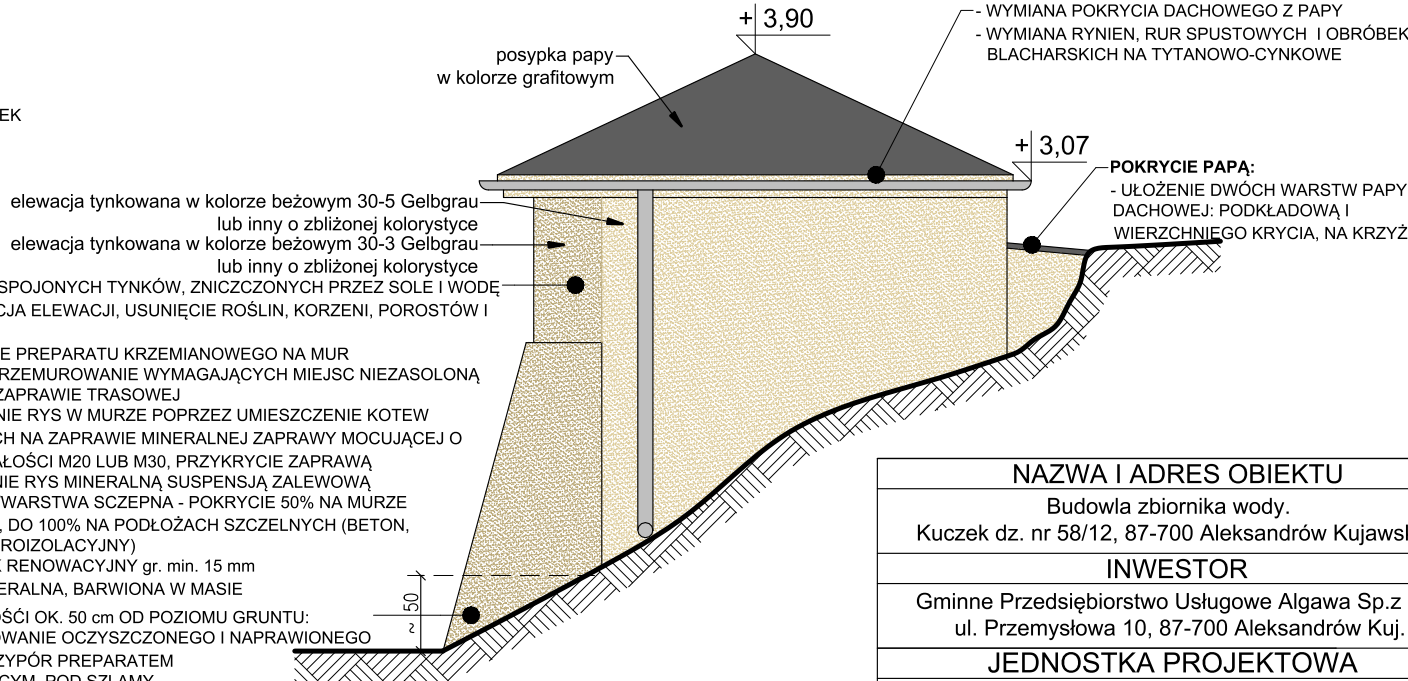 + 3,90
- WYMIANA POKRYCIA DACHOWEGO Z PAPY
- WYMIANA RYNIEN, RUR SPUSTOWYCH I OBRÓBEK
BLACHARSKICH NA TYTANOWO-CYNKOWE
posypka papy
w kolorze grafitowym
EK
+ 3,07
POKRYCIE PAPĄ:
- UŁOŻENIE DWÓCH WARSTW PAPY
DACHOWEJ: PODKŁADOWĄ I
WIERZCHNIEGO KRYCIA, NA KRZYŻ
elewacja tynkowana w kolorze beżowym 30-5 Gelbgrau
lub inny o zbliżonej kolorystyce
elewacja tynkowana w kolorze beżowym 30-3 Gelbgrau
lub inny o zbliżonej kolorystyce
SPOJONYCH TYNKÓW, ZNICZCZONYCH PRZEZ SOLE I WODĘ
CJA ELEWACJI, USUNIĘCIE ROŚLIN, KORZENI, POROSTÓW I
IE PREPARATU KRZEMIANOWEGO NA MUR
RZEMUROWANIE WYMAGAJĄCYCH MIEJSC NIEZASOLONĄ
ZAPRAWIE TRASOWEJ
NIE RYS W MURZE POPRZEZ UMIESZCZENIE KOTEW
CH NA ZAPRAWIE MINERALNEJ ZAPRAWY MOCUJĄCEJ O
AŁOŚCI M20 LUB M30, PRZYKRYCIE ZAPRAWĄ
NIE RYS MINERALNĄ SUSPENSJĄ ZALEWOWĄ
WARSTWA SCZEPNA - POKRYCIE 50% NA MURZE
, DO 100% NA PODŁOŻACH SZCZELNYCH (BETON,
ROIZOLACYJNY)
K RENOWACYJNY gr. min. 15 mm
ERALNA, BARWIONA W MASIE
OŚĆI OK. 50 cm OD POZIOMU GRUNTU:
OWANIE OCZYSZCZONEGO I NAPRAWIONEGO
ZYPÓR PREPARATEM
ĄCYM, POD SZLAMY
~ 50
NAZWA I ADRES OBIEKTU
Budowla zbiornika wody.
Kuczek dz. nr 58/12, 87-700 Aleksandrów Kujawsk
INWESTOR
Gminne Przedsiębiorstwo Usługowe Algawa Sp.z
ul. Przemysłowa 10, 87-700 Aleksandrów Kuj.
JEDNOSTKA PROJEKTOWA